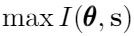 max I(𝜽, 𝐬)